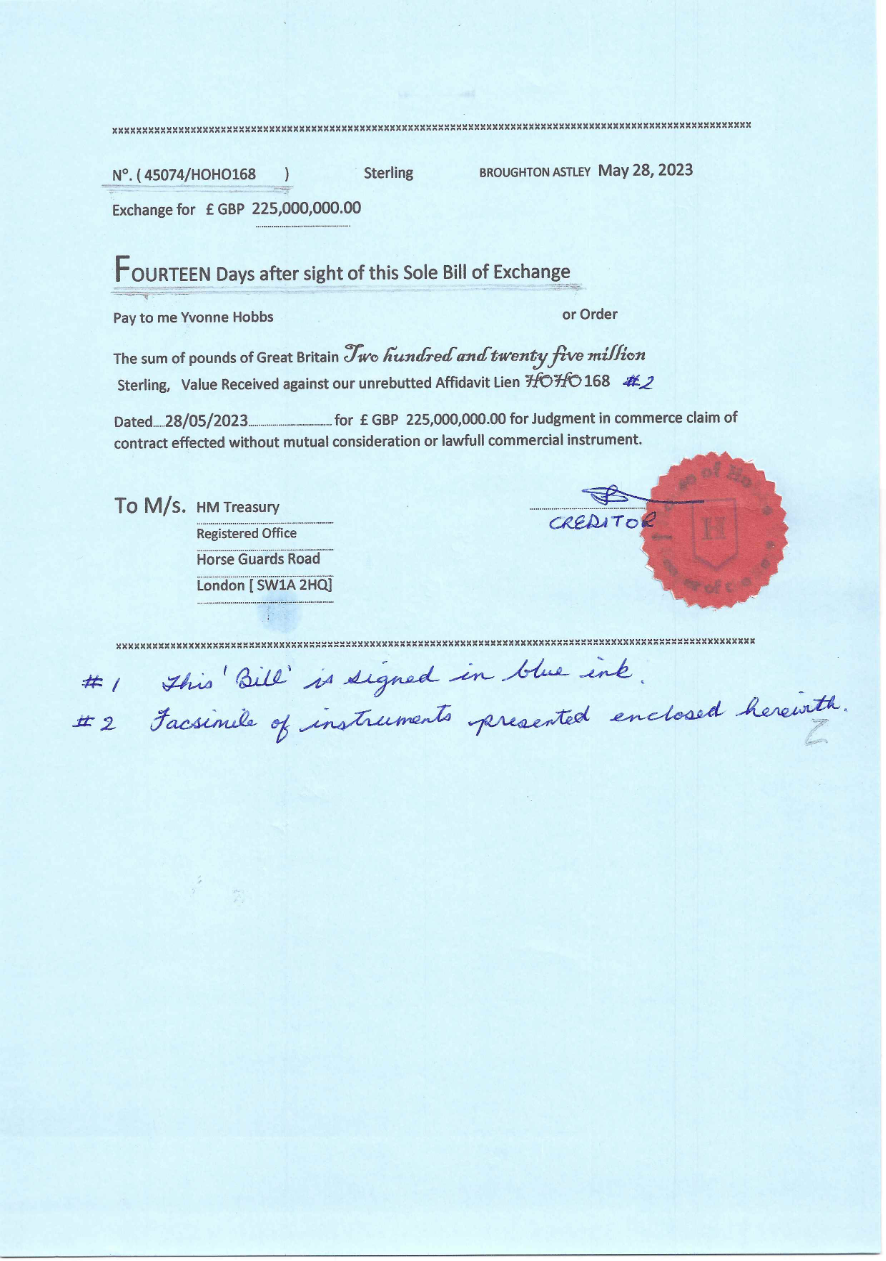 xxxxxxxxxxxxxxxxxxxxxxxxxxxxxxxxxxxxxxxxxxxxxxxxxxxxxxxxxxxxxxxxxxxxxxxxxxxxxxxxxxxxxxxxxxxxxxxxxxxxxxxxxx
Nº. ( 45074/HOHO168 ) Sterling BROUGHTON ASTLEY May 28, 2023
Exchange for £ GBP 225,000,000.00
FOURTEEN Days after sight of this Sole Bill of Exchange
Pay to me Yvonne Hobbs or Order
The sum of pounds of Great Britain Two hundred and twenty five million
Sterling, Value Received against our unrebutted Affidavit Lien HOHO168 #2
Dated 28/05/2023 for £ GBP 225,000,000.00 for Judgment in commerce claim of
contract effected without mutual consideration or lawfull commercial instrument.
To M/s. HM Treasury
CREDITOR
Registered Office
Horse Guards Road
London [ SW1A 2HQ]
H
xxxxxxxxxxxxxxxxxxxxxxxxxxxxxxxxxxxxxxxxxxxxxxxxxxxxxxxxxxxxxxxxxxxxxxxxxxxxxxxxxxxxxxxxxxxxxxxxxxxxxxxxxx
#1 This 'Bill' is signed in blue ink.
#2 Facsimile of instruments presented enclosed herewith.